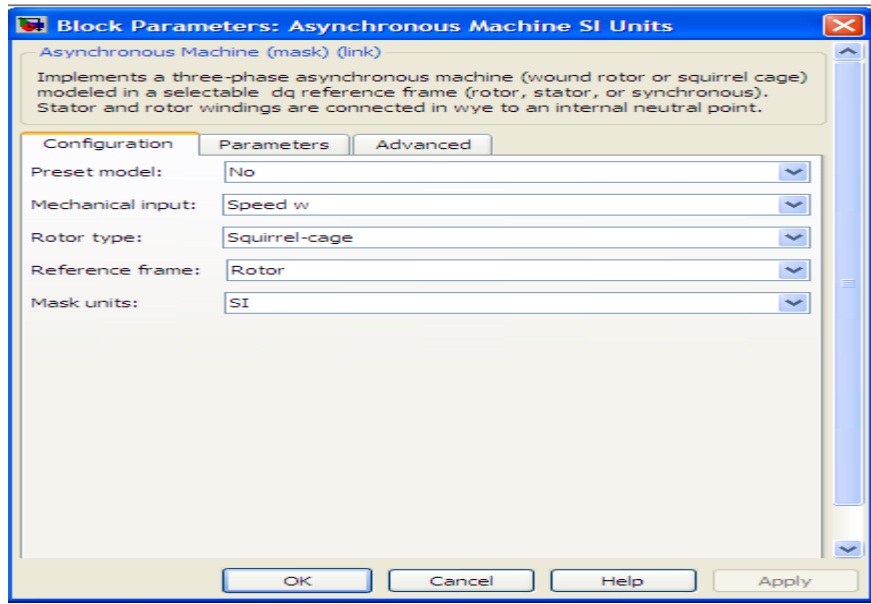 Block Parameters: Asynchronous Machine SI Units
Asynchronous Machine (mask) (link)
Implements a three-phase asynchronous machine (wound rotor or squirrel cage)
modeled in a selectable dq reference frame (rotor, stator, or synchronous).
Stator and rotor windings are connected in wye to an internal neutral point.
Configuration Parameters Advanced
Preset model: No
Mechanical input: Speed w
Rotor type: Squirrel-cage
Reference frame: Rotor
Mask units: SI
OK Cancel Help Apply